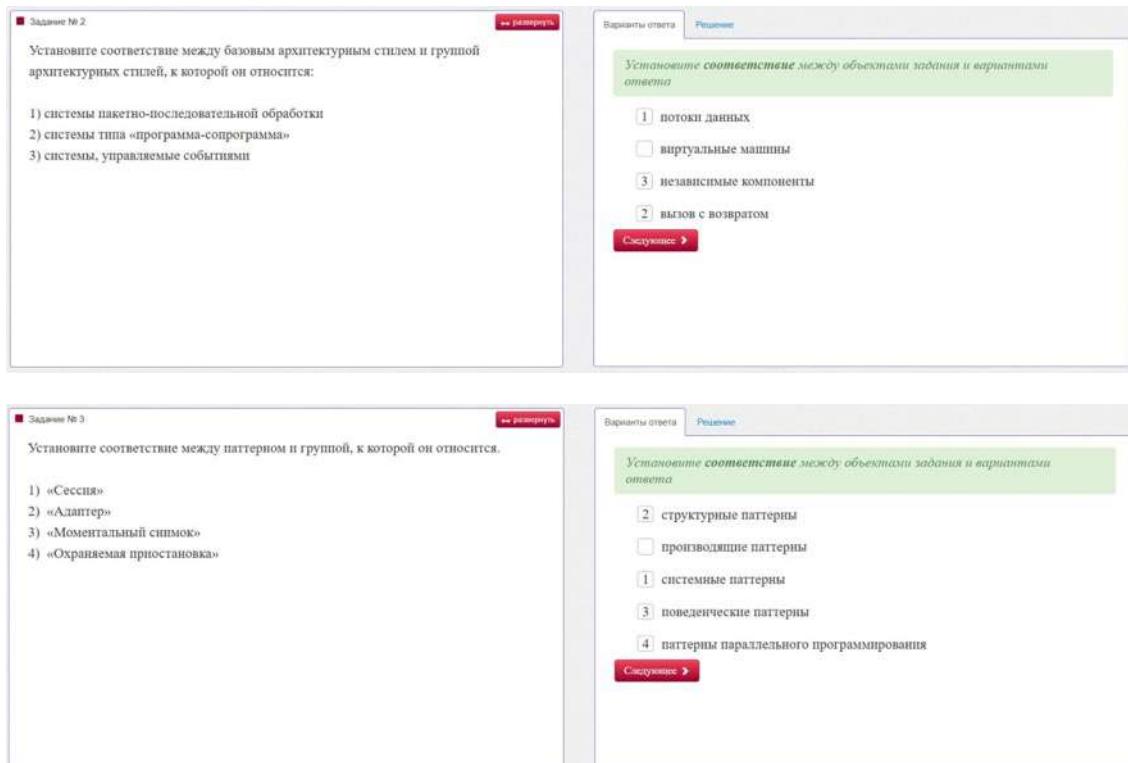 Задание № 2
развернуть
Установите соответствие между базовым архитектурным стилем и группой
архитектурных стилей, к которой он относится:
1) системы пакетно-последовательной обработки
2) системы типа «программа-сопрограмма»
3) системы, управляемые событиями
Варианты ответа Решение
Установите соответствие между объектами задания и вариантами
ответа
1 потоки данных
виртуальные машины
3 независимые компоненты
2 вызов с возвратом
Следующее
Задание № 3
развернуть
Установите соответствие между паттерном и группой, к которой он относится.
1) «Сессия»
2) «Адаптер»
3) «Моментальный снимок»
4) «Охраняемая приостановка»
Варианты ответа Решение
Установите соответствие между объектами задания и вариантами
ответа
2 структурные паттерны
производящие паттерны
1 системные паттерны
3 поведенческие паттерны
4 паттерны параллельного программирования
Следующее